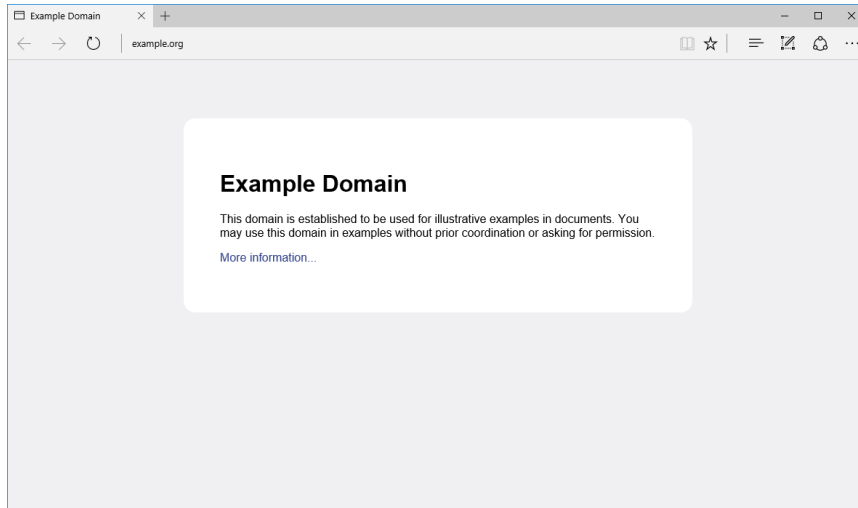 Example Domain
example.org
Example Domain
This domain is established to be used for illustrative examples in documents. You
may use this domain in examples without prior coordination or asking for permission.
More information...